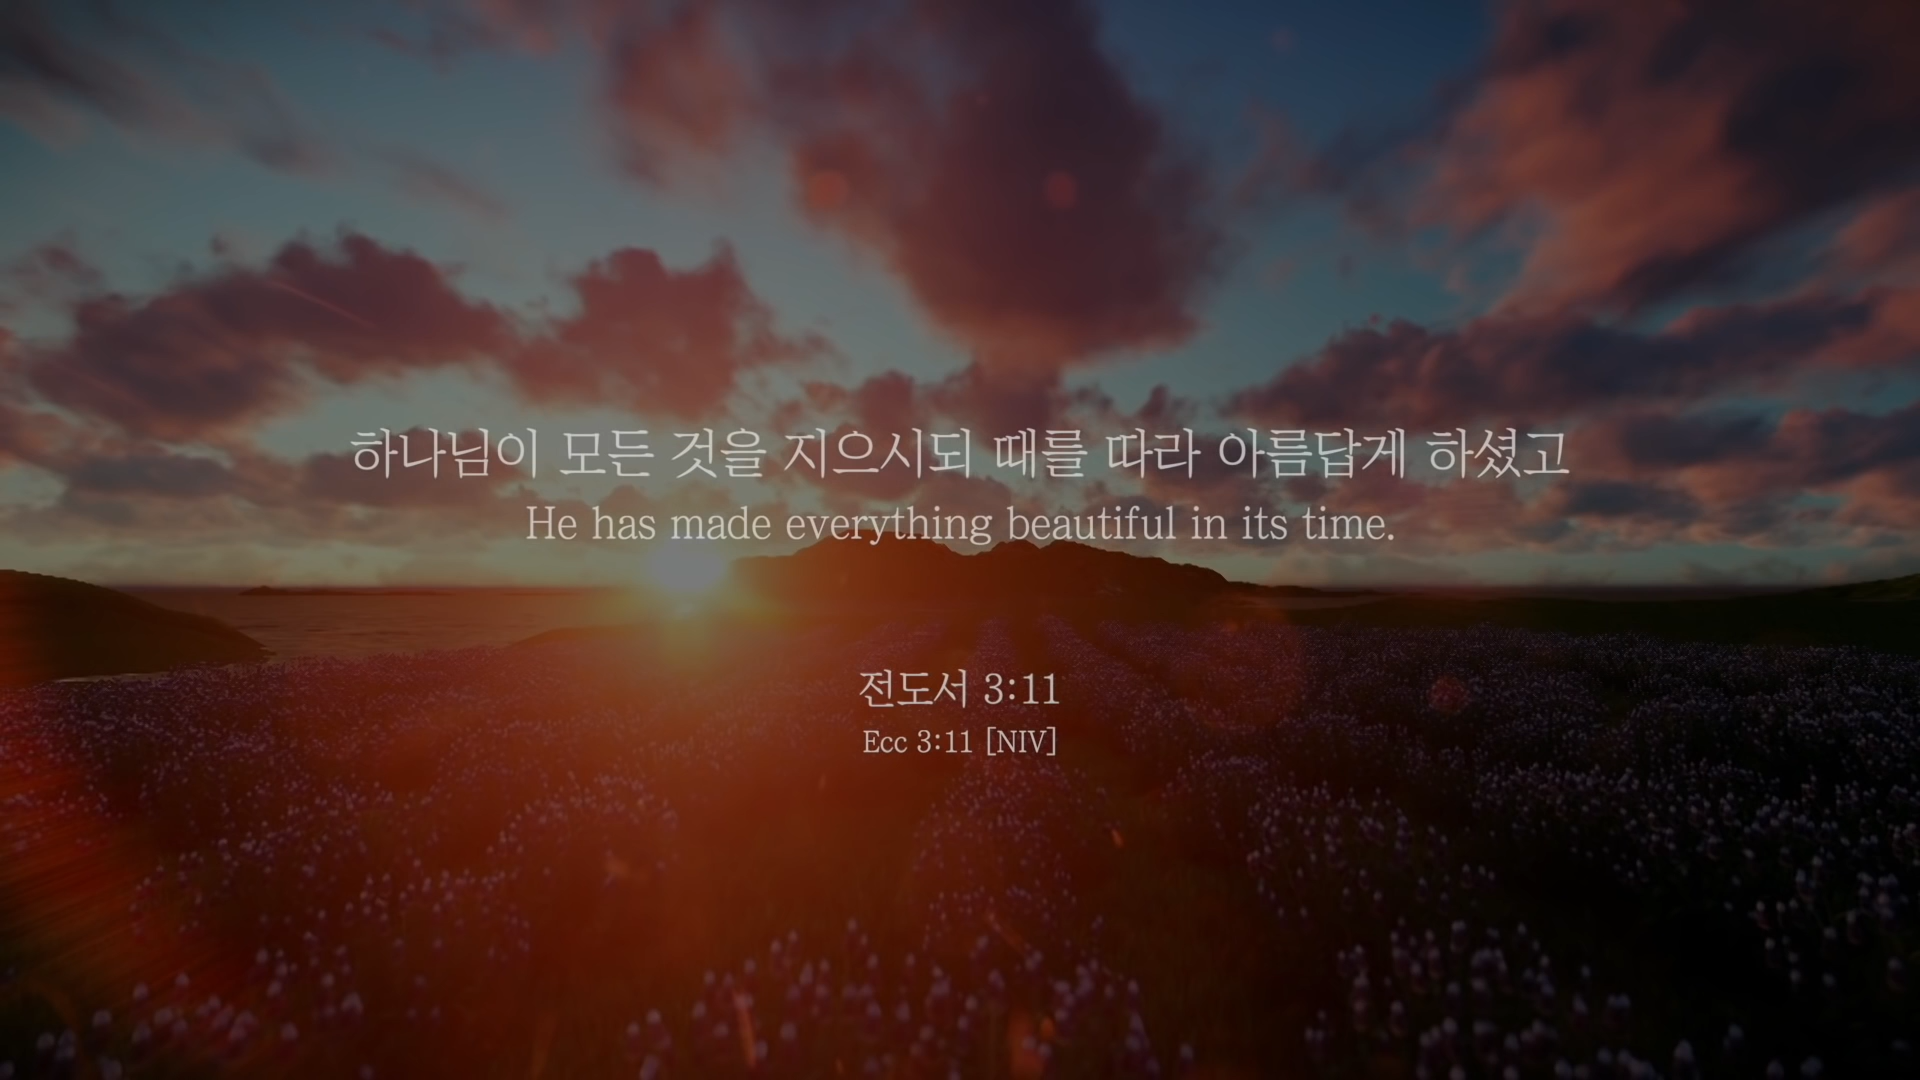 하나님이 모든 것을 지으시되 때를 따라 아름답게 하셨고
He has made everything beautiful in its time.
전도서 3:11
Ecc 3:11 [NIV]